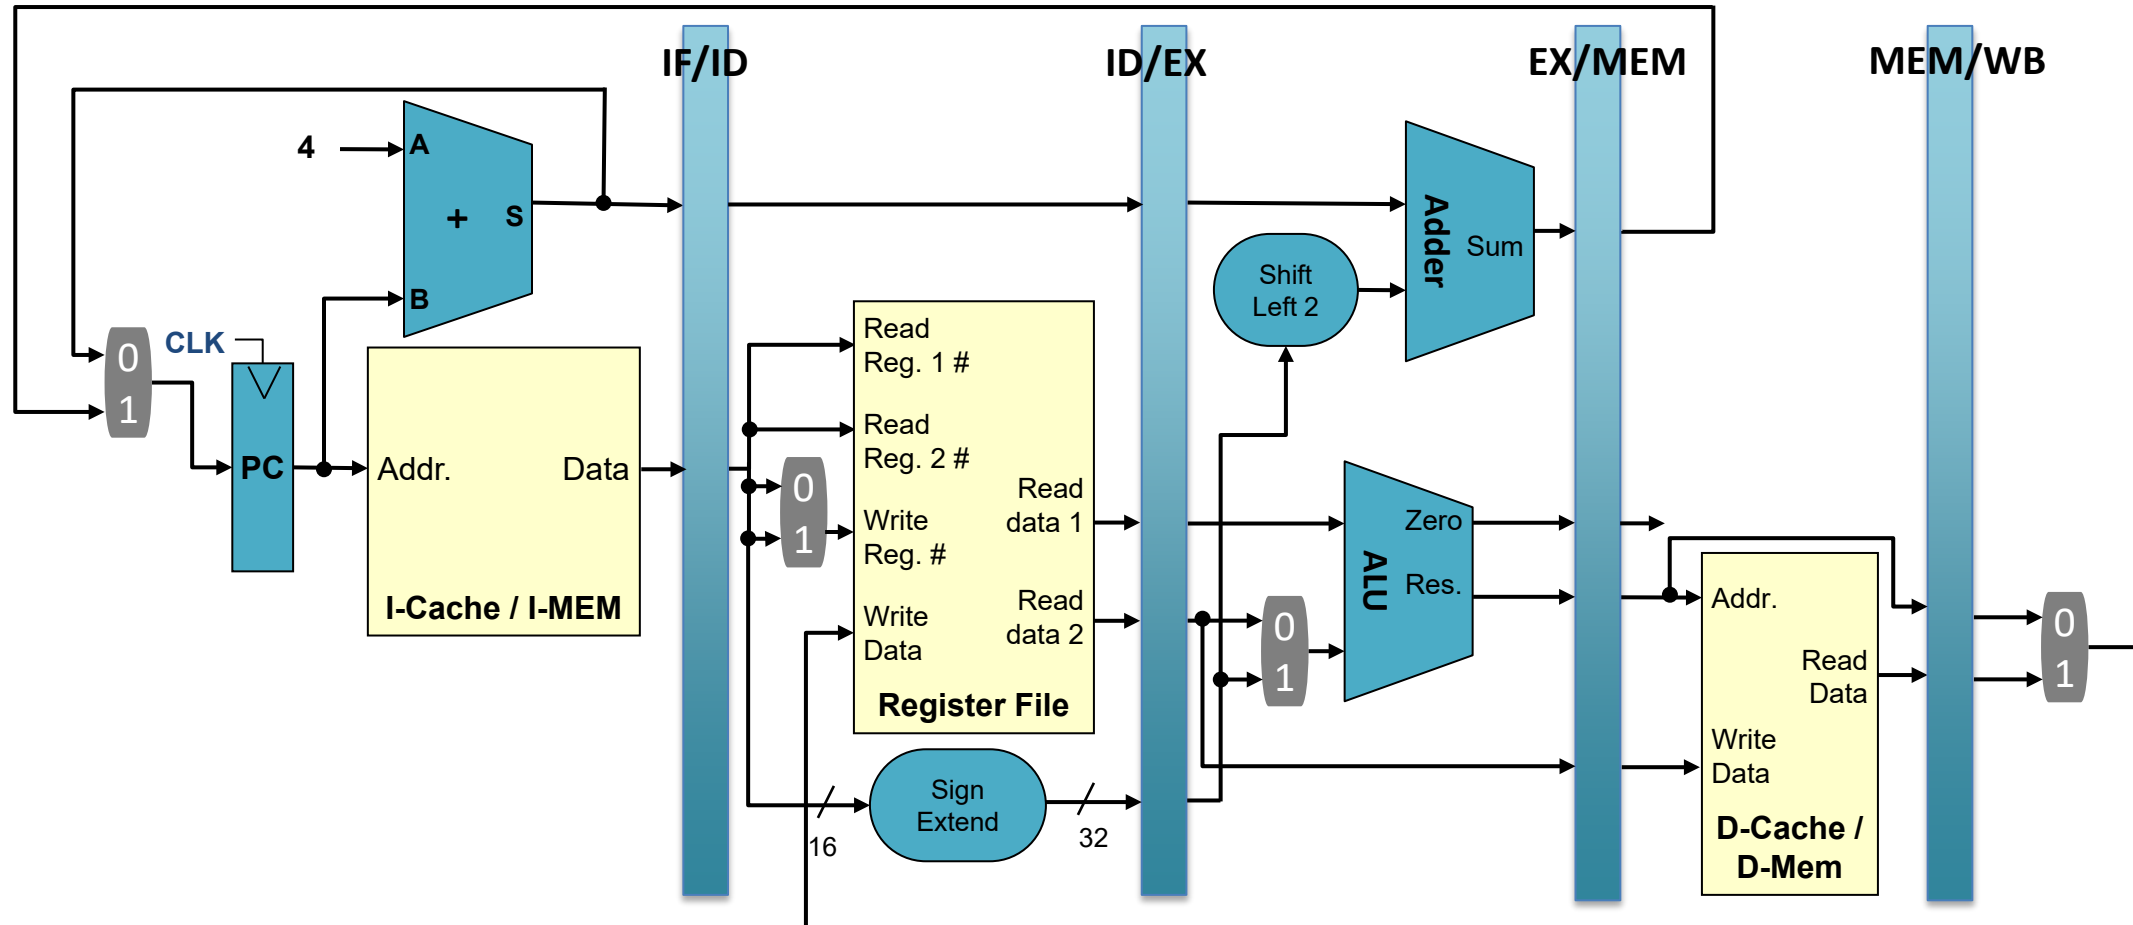 IF/ID
ID/EX
EX/MEM
MEM/WB
4
A
+
S
B
CLK
0
1
PC
Addr.
Data
I-Cache / I-MEM
0
1
Read
Reg. 1 #
Read
Reg. 2 #
Write
Reg. #
Write
Data
Read
data 1
Read
data 2
Register File
16
Sign
Extend
32
Shift
Left 2
Adder
Sum
0
1
ALU
Zero
Res.
Addr.
Read
Data
Write
Data
D-Cache /
D-Mem
0
1